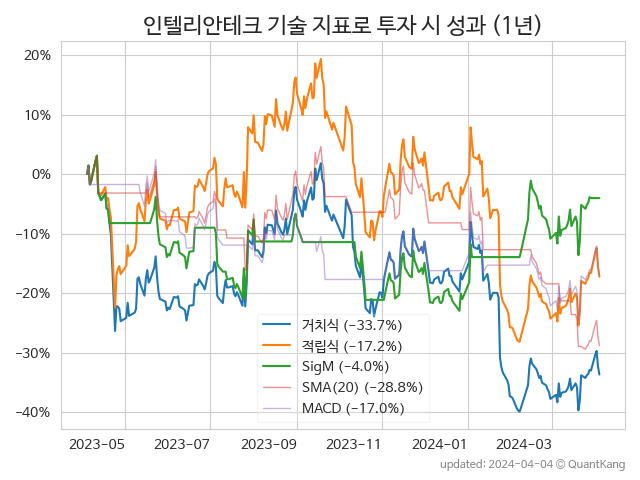 인텔리안테크 기술 지표로 투자 시 성과 (1년)
20%
10%
0%
−10%
−20%
−30%
−40%
거치식 (−33.7%)
적립식 (−17.2%)
SigM (−4.0%)
SMA(20) (−28.8%)
MACD (−17.0%)
2023−05 2023−07 2023−09 2023−11 2024−01 2024−03
updated: 2024−04−04 © QuantKang